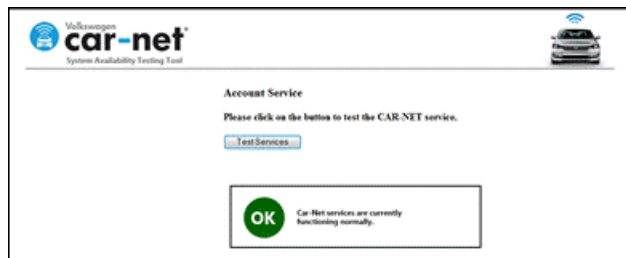 Volkswagen
car-net
System Availability Testing Tool
Account Service
Please click on the button to test the CAR-NET service.
Test Services
OK
Car-Net services are currently
functioning normally.